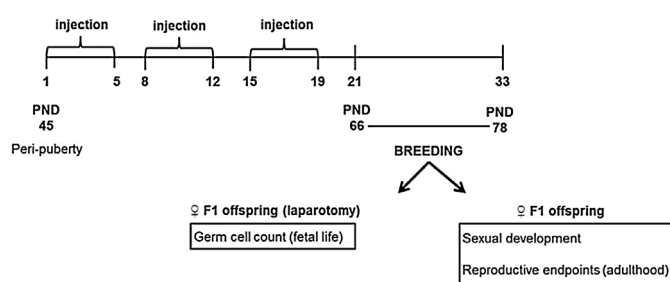 injection injection injection
1 5 8 12 15 19 21 33
PND PND PND
45 66 78
Peri-puberty
BREEDING
♀ F1 offspring (laparotomy) ♀ F1 offspring
Germ cell count (fetal life) Sexual development
Reproductive endpoints (adulthood)